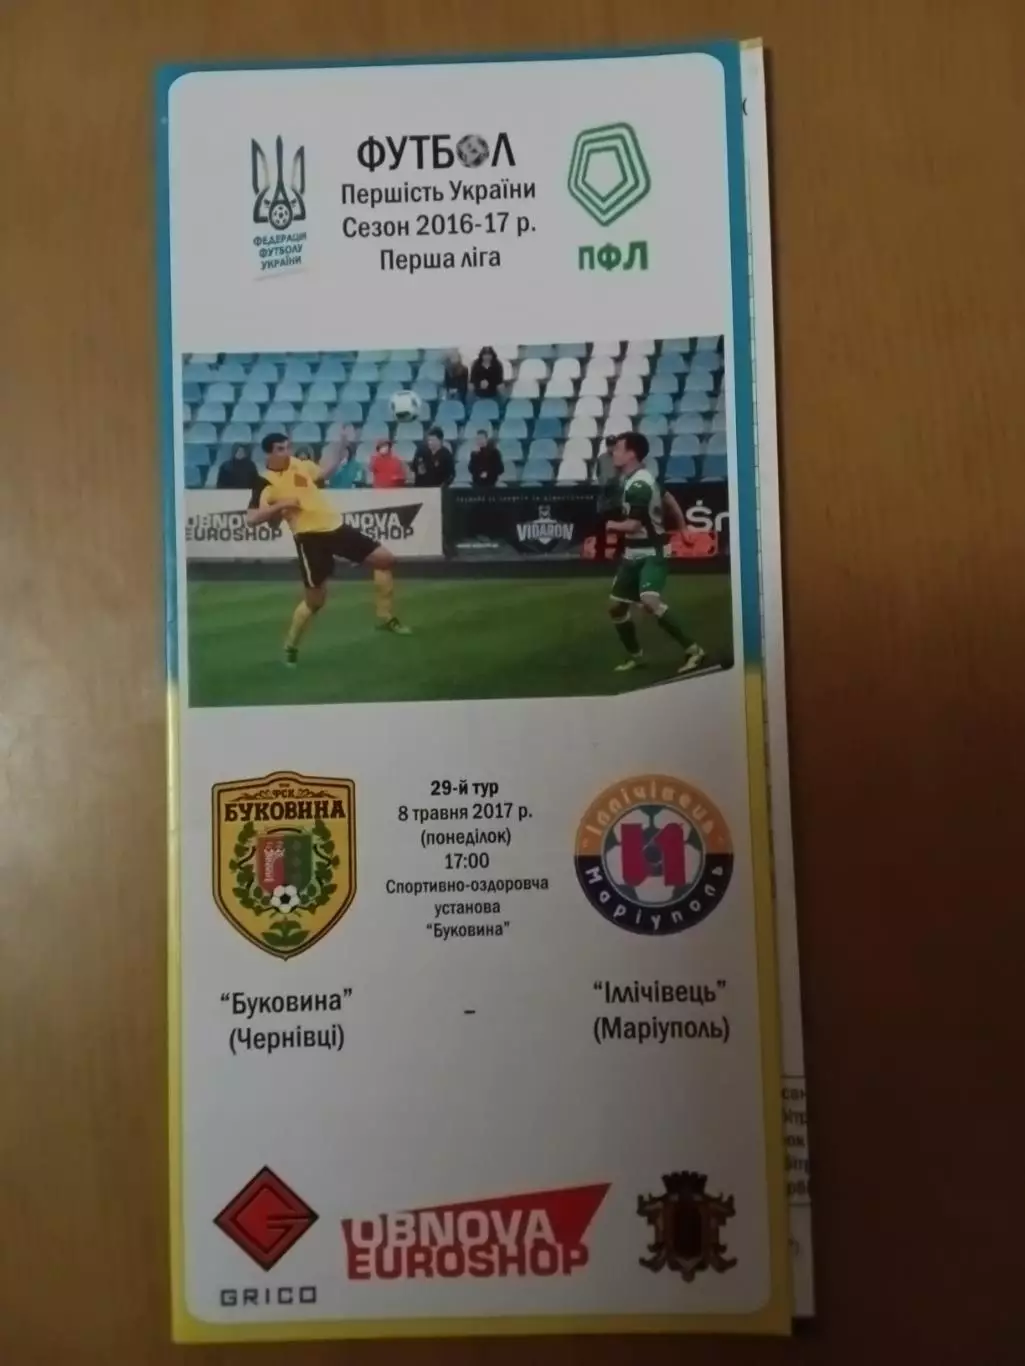 ФУТБОЛ
Першість України
Сезон 2016-17 р.
Перша ліга
ФЕДЕРАЦІЯ
ФУТБОЛУ
УКРАЇНИ
ПФЛ
OBNOVA
EUROSHOP
NOVA
EUROSHOP
VIDARON
ФСК
БУКОВИНА
29-й тур
8 травня 2017 р.
(понеділок)
17:00
Спортивно-оздоровча
установа
"Буковина"
Іллічівець
И
Маріуполь
"Буковина"
(Чернівці)
–
"Іллічівець"
(Маріуполь)
GRICO
OBNOVA
EUROSHOP